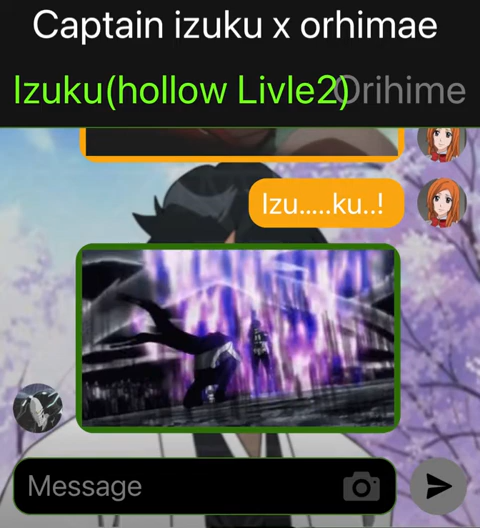 Captain izuku x orhimae
Izuku(hollow Livle2)Orihime
Izu.....ku..!
Message